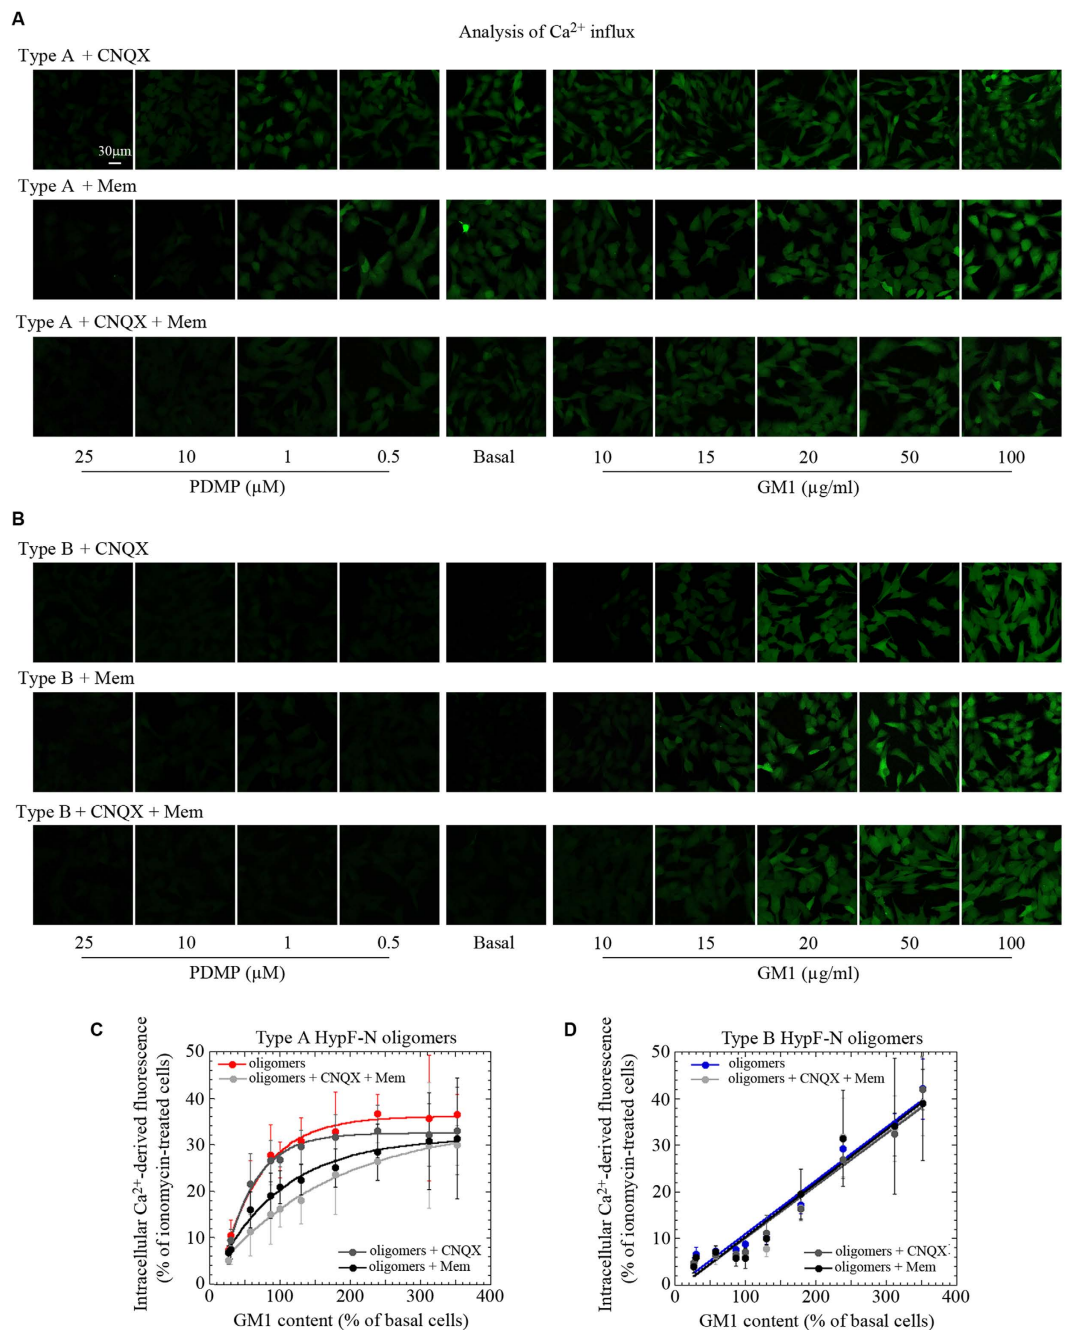 A
Analysis of Ca²⁺ influx
Type A + CNQX
30µm
Type A + Mem
Type A + CNQX + Mem
25 10 1 0.5 Basal 10 15 20 50 100
PDMP (µM) GM1 (µg/ml)
B
Type B + CNQX
Type B + Mem
Type B + CNQX + Mem
25 10 1 0.5 Basal 10 15 20 50 100
PDMP (µM) GM1 (µg/ml)
C
Type A HypF-N oligomers
Intracellular Ca²⁺-derived fluorescence
(% of ionomycin-treated cells)
50
40
30
20
10
0
oligomers
oligomers + CNQX + Mem
oligomers + CNQX
oligomers + Mem
0 100 200 300 400
GM1 content (% of basal cells)
D
Type B HypF-N oligomers
Intracellular Ca²⁺-derived fluorescence
(% of ionomycin-treated cells)
50
40
30
20
10
0
oligomers
oligomers + CNQX + Mem
oligomers + CNQX
oligomers + Mem
0 100 200 300 400
GM1 content (% of basal cells)